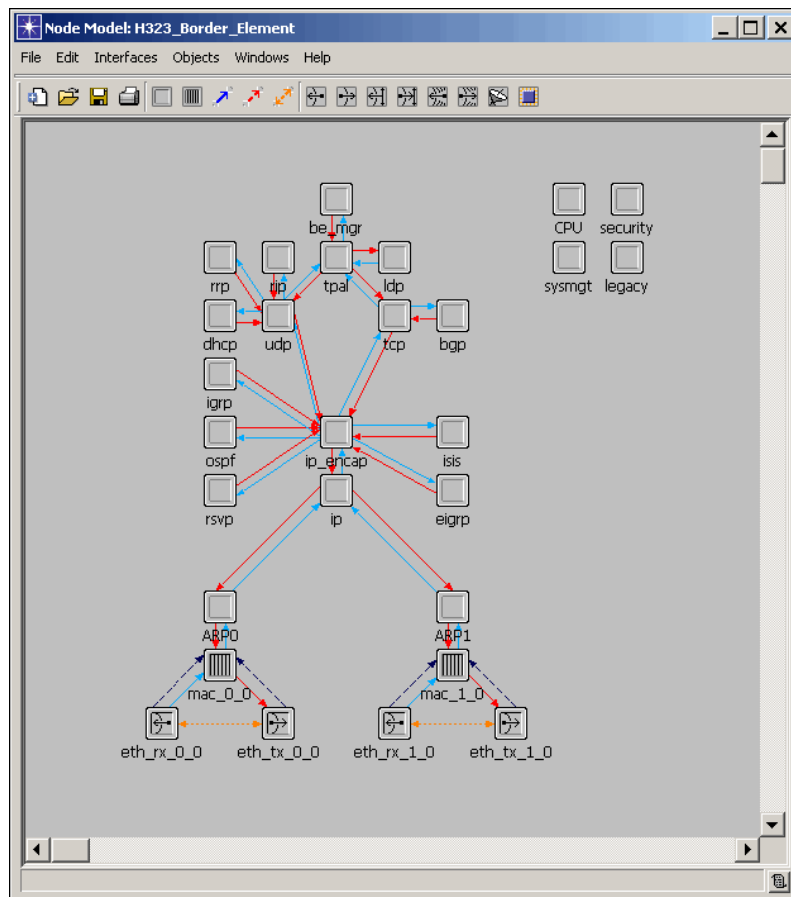 Node Model: H323_Border_Element
File Edit Interfaces Objects Windows Help
be_mgr
CPU security
rrp rip tpal ldp
sysmgt legacy
dhcp udp tcp bgp
igrp
ospf ip_encap isis
rsvp ip eigrp
ARP0 ARP1
mac_0_0 mac_1_0
eth_rx_0_0 eth_tx_0_0 eth_rx_1_0 eth_tx_1_0